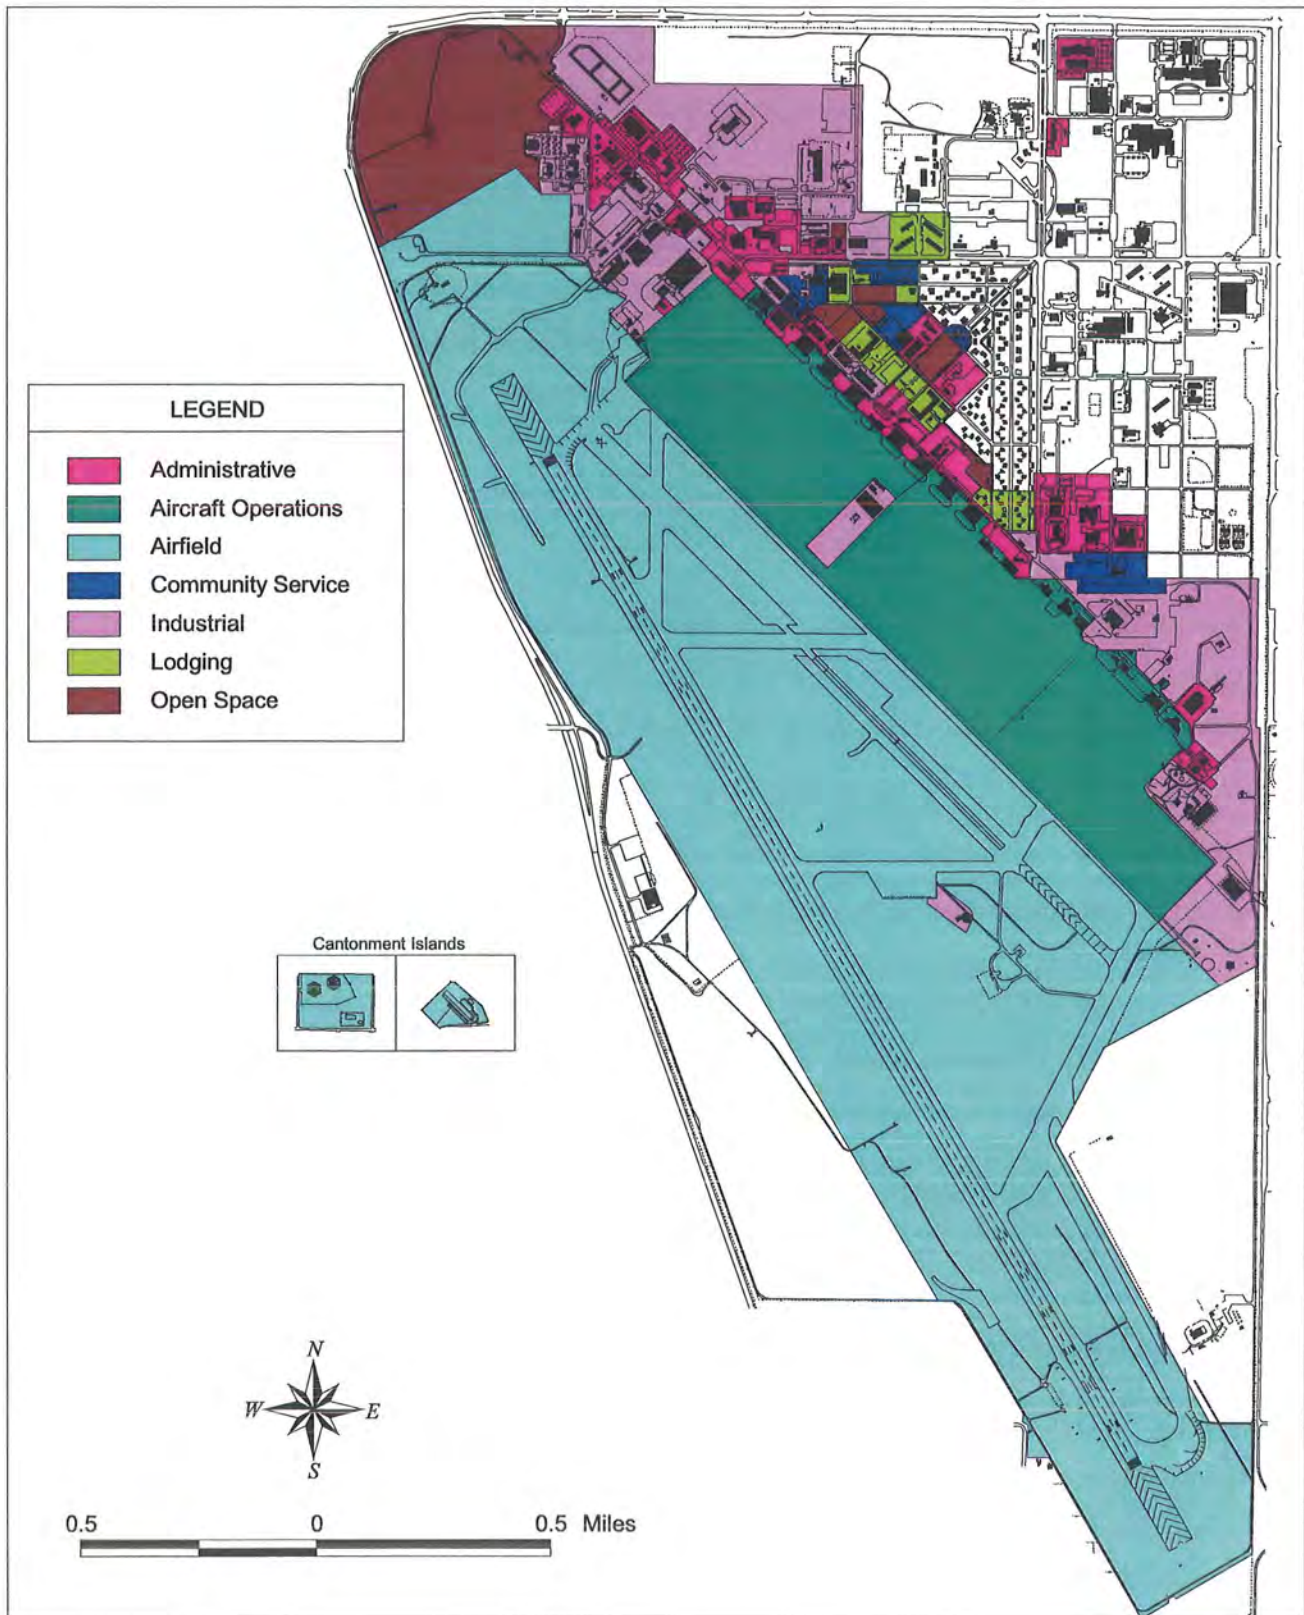 LEGEND
Administrative
Aircraft Operations
Airfield
Community Service
Industrial
Lodging
Open Space
Cantonment Islands
N
W E
S
0.5 0 0.5 Miles